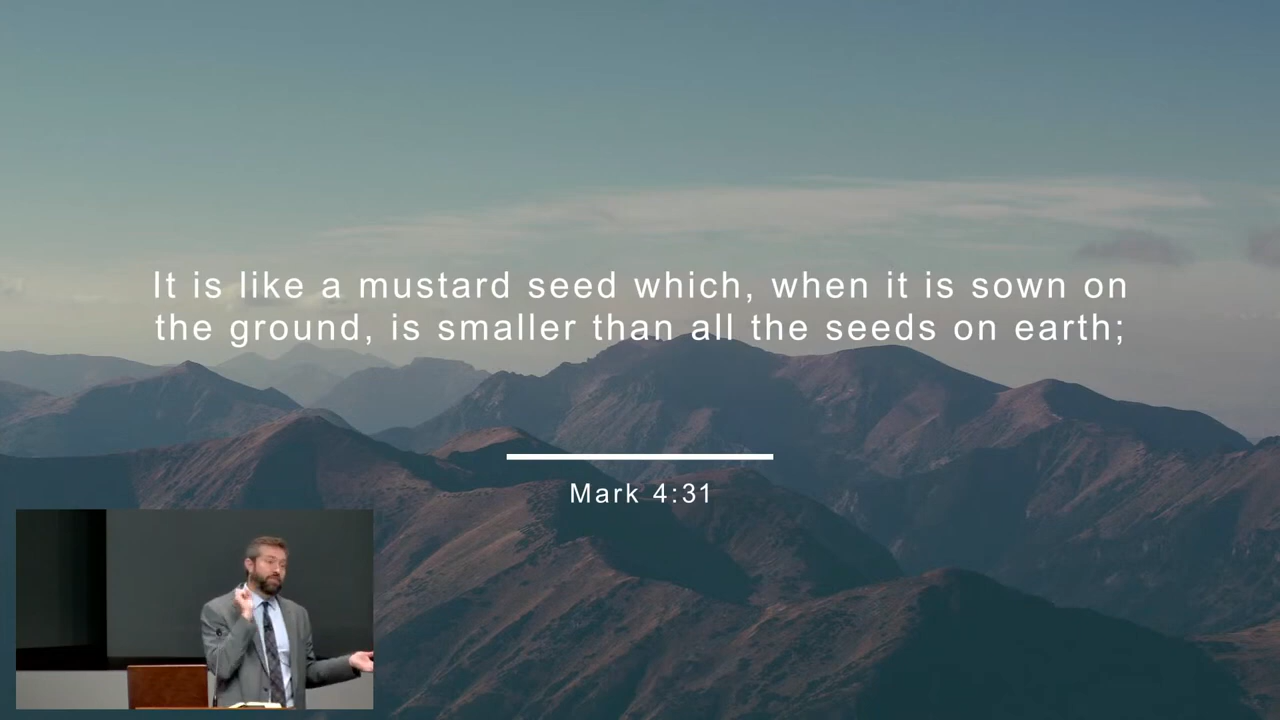 It is like a mustard seed which, when it is sown on
the ground, is smaller than all the seeds on earth;
Mark 4:31